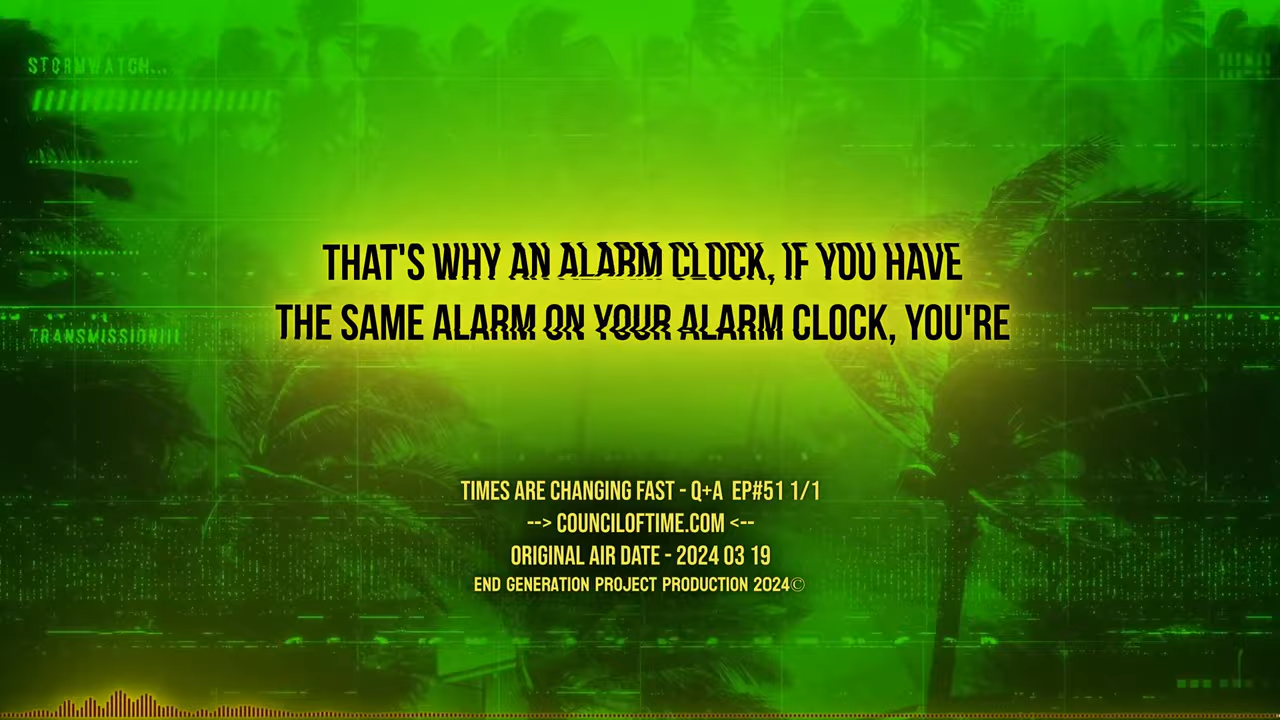 STORMWATCH...
THAT'S WHY AN ALARM CLOCK, IF YOU HAVE
THE SAME ALARM ON YOUR ALARM CLOCK, YOU'RE
TRANSMISSION|||
TIMES ARE CHANGING FAST - Q+A EP#51 1/1
--> COUNCILOFTIME.COM <--
ORIGINAL AIR DATE - 2024 03 19
END GENERATION PROJECT PRODUCTION 2024©